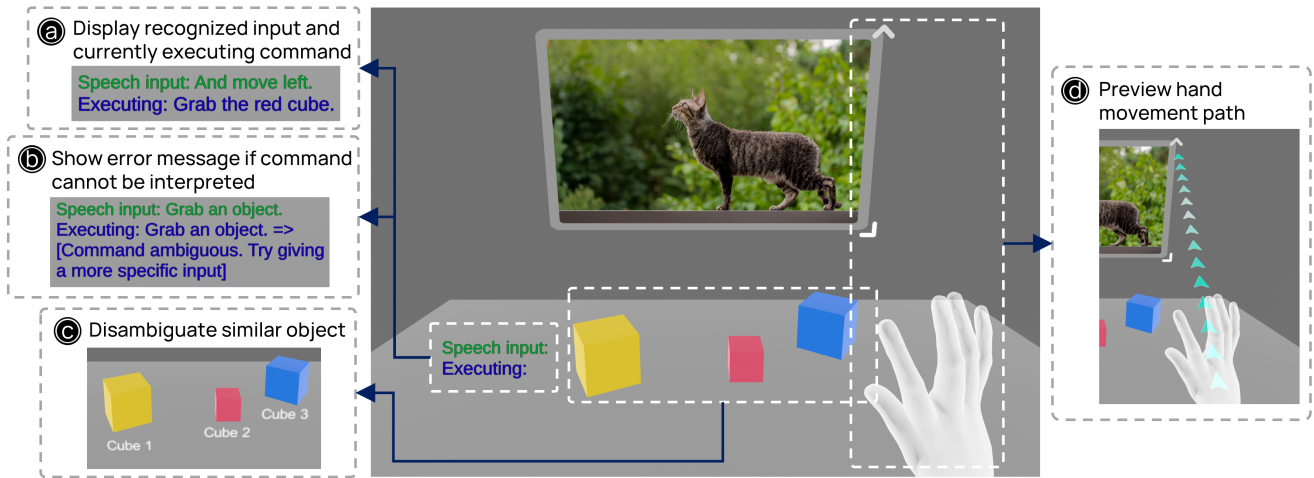 a Display recognized input and
currently executing command
Speech input: And move left.
Executing: Grab the red cube.
b Show error message if command
cannot be interpreted
Speech input: Grab an object.
Executing: Grab an object. =>
[Command ambiguous. Try giving
a more specific input]
c Disambiguate similar object
Cube 1
Cube 2
Cube 3
Speech input:
Executing:
d Preview hand
movement path